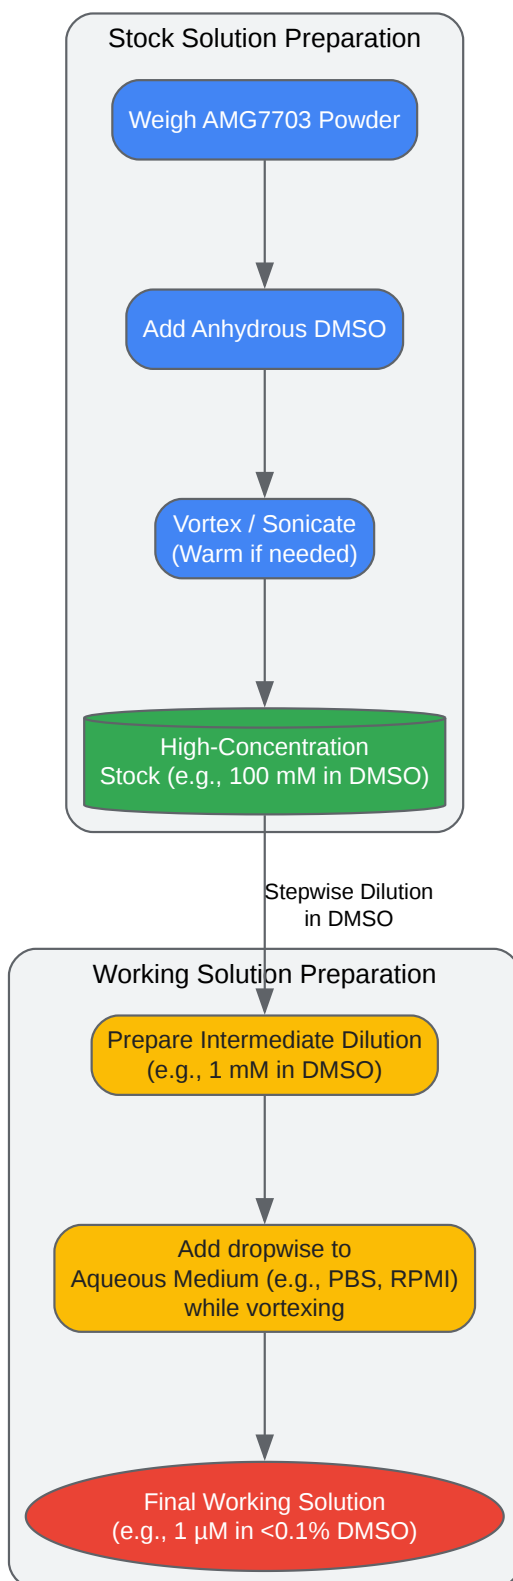 Stock Solution Preparation
Weigh AMG7703 Powder
Add Anhydrous DMSO
Vortex / Sonicate
(Warm if needed)
High-Concentration
Stock (e.g., 100 mM in DMSO)
Stepwise Dilution
in DMSO
Working Solution Preparation
Prepare Intermediate Dilution
(e.g., 1 mM in DMSO)
Add dropwise to
Aqueous Medium (e.g., PBS, RPMI)
while vortexing
Final Working Solution
(e.g., 1 µM in <0.1% DMSO)